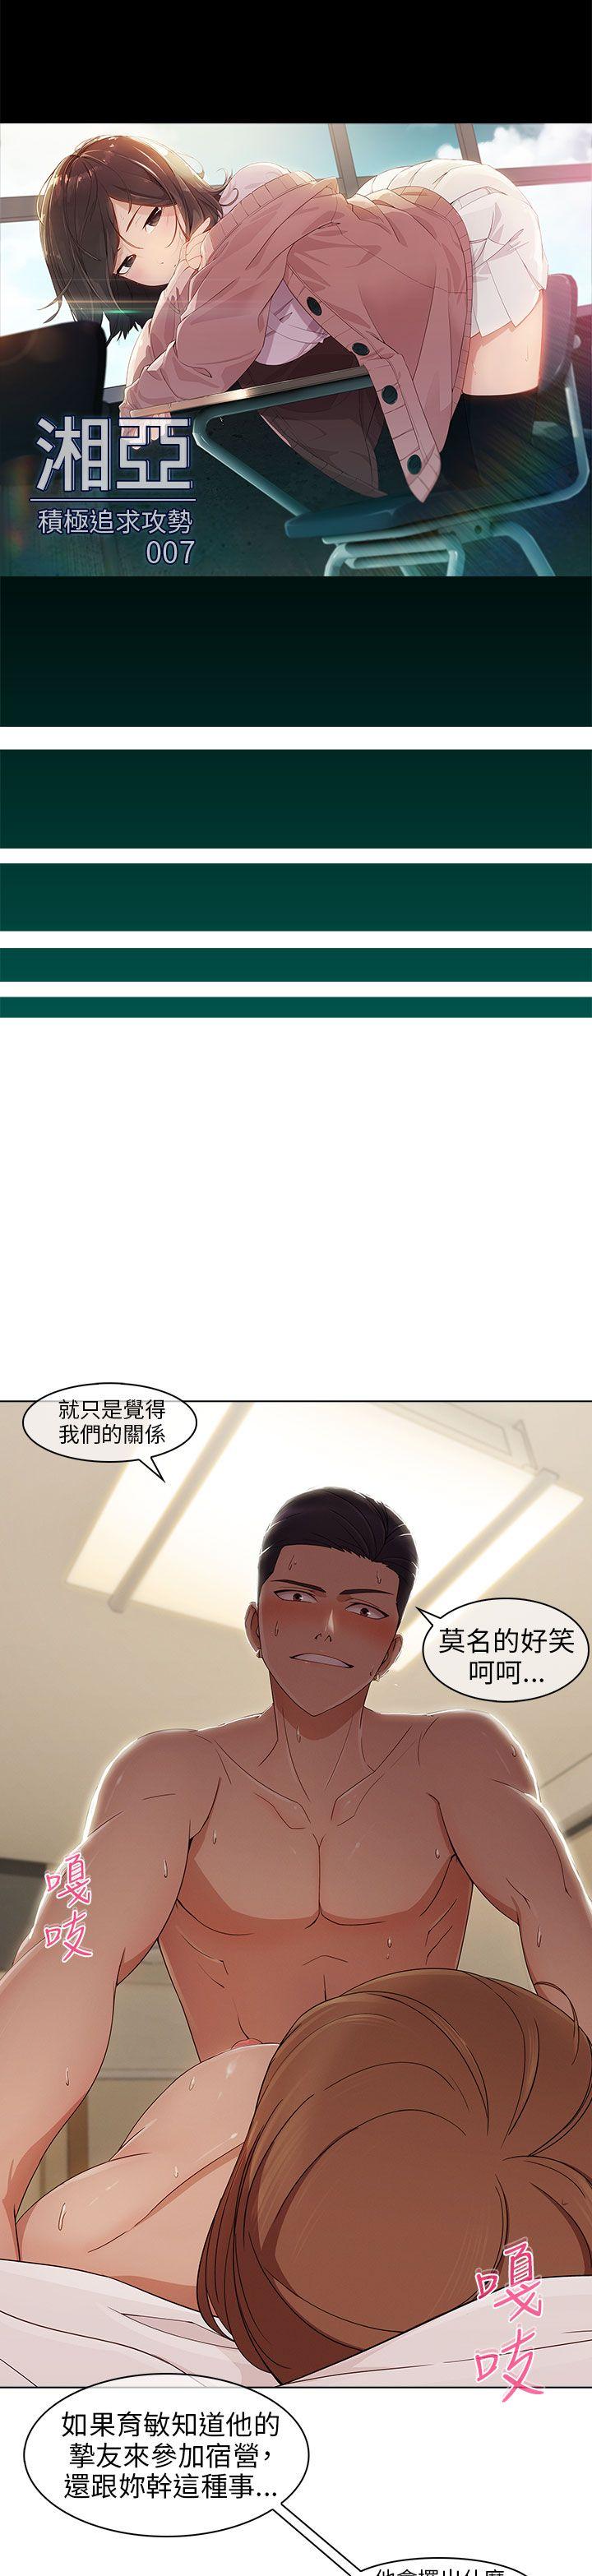 湘亞
積極追求攻勢
007
就只是覺得
我們的關係
莫名的好笑
呵呵...
嘎吱
嘎吱
如果育敏知道他的
摯友來參加宿營,
還跟妳幹這種事...